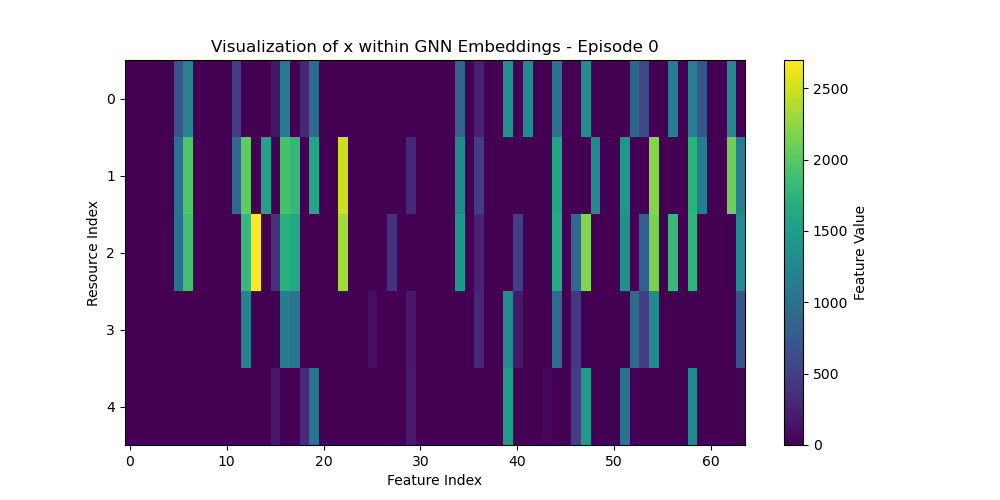 Visualization of x within GNN Embeddings - Episode 0
Resource Index
0
1
2
3
4
0 10 20 30 40 50 60
Feature Index
2500
2000
1500
1000
500
0
Feature Value